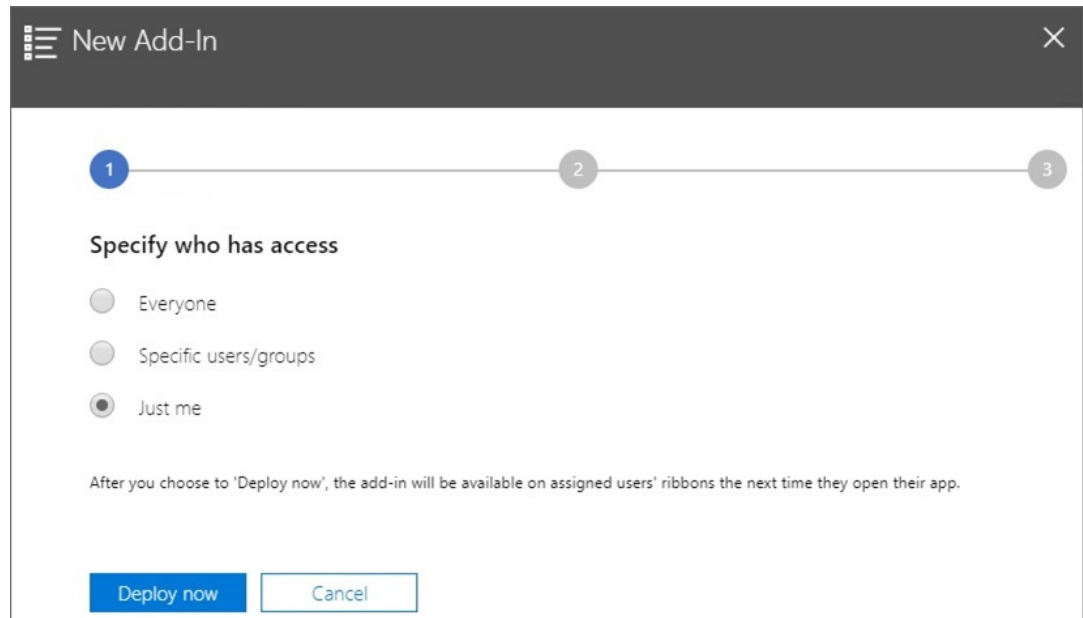 New Add-In
1 2 3
Specify who has access
Everyone
Specific users/groups
Just me
After you choose to 'Deploy now', the add-in will be available on assigned users' ribbons the next time they open their app.
Deploy now Cancel